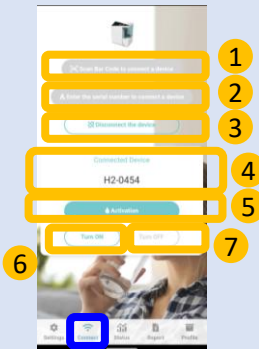 Scan Bar Code to connect a device
1
Enter the serial number to connect a device
2
Disconnect the device
3
Connected Device
4
H2-0454
Activation
5
Turn ON
Turn OFF
6
7
Settings
Connect
Status
Report
Profile